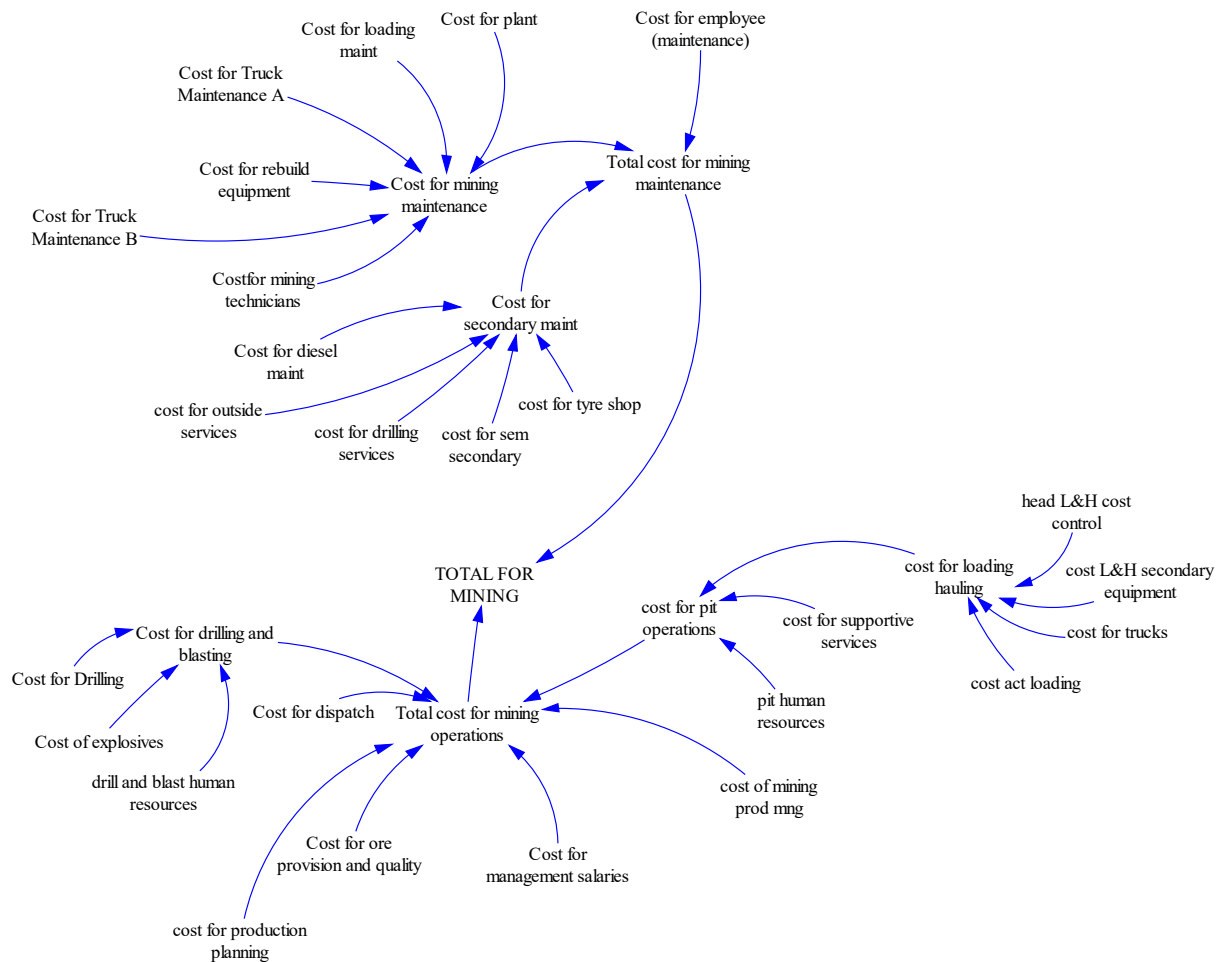 Cost for plant
Cost for employee
(maintenance)
Cost for loading
maint
Cost for Truck
Maintenance A
Total cost for mining
maintenance
Cost for rebuild
equipment
Cost for mining
maintenance
Cost for Truck
Maintenance B
Costfor mining
technicians
Cost for
secondary maint
Cost for diesel
maint
cost for outside
services
cost for drilling
services
cost for sem
secondary
cost for tyre shop
head L&H cost
control
TOTAL FOR
MINING
cost for loading
hauling
cost L&H secondary
equipment
cost for pit
operations
cost for supportive
services
cost for trucks
Cost for drilling and
blasting
Cost for Drilling
cost act loading
pit human
resources
Cost for dispatch
Total cost for mining
operations
Cost of explosives
drill and blast human
resources
cost of mining
prod mng
Cost for ore
provision and quality
Cost for
management salaries
cost for production
planning